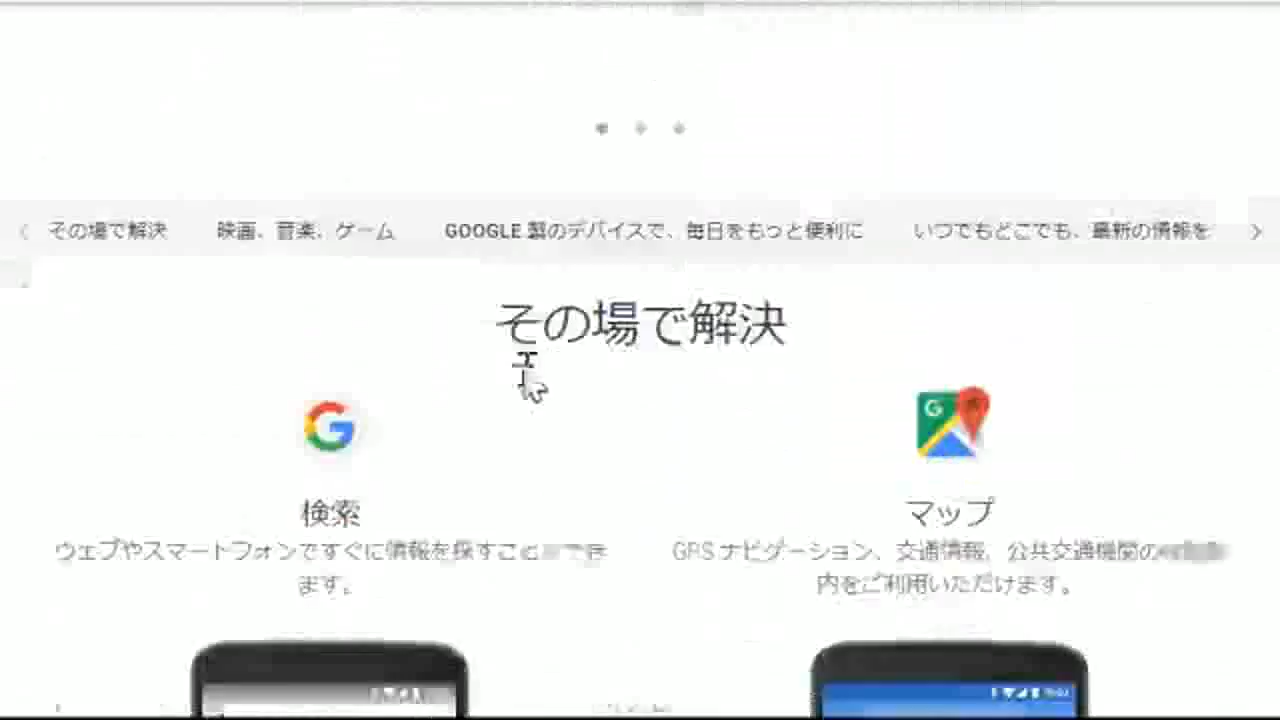 その場で解決
映画、音楽、ゲーム
GOOGLE 製のデバイスで、毎日をもっと便利に
いつでもどこでも、最新の情報を
その場で解決
検索
マップ
ウェブやスマートフォンですぐに情報を探すこと
ます。
GPS ナビゲーション、交通情報、公共交通機関の
内をご利用いただけます。